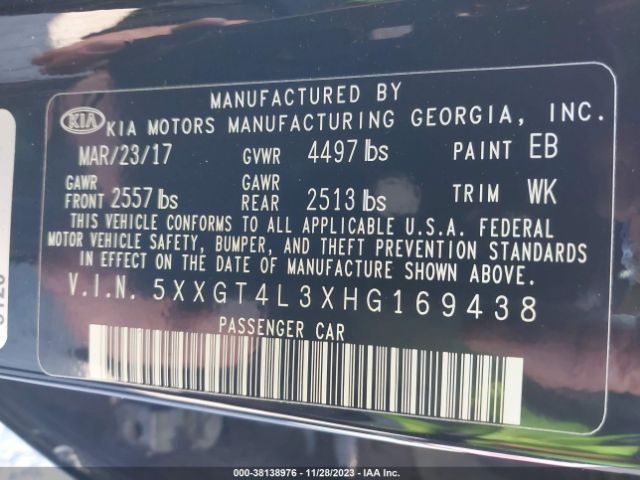 MANUFACTURED BY
KIA KIA MOTORS MANUFACTURING GEORGIA, INC.
MAR/23/17 GVWR 4497 lbs PAINT EB
GAWR FRONT 2557 lbs GAWR REAR 2513 lbs TRIM WK
THIS VEHICLE CONFORMS TO ALL APPLICABLE U.S.A. FEDERAL
MOTOR VEHICLE SAFETY, BUMPER, AND THEFT PREVENTION STANDARDS
IN EFFECT ON THE DATE OF MANUFACTURE SHOWN ABOVE.
V.I.N. 5XXGT4L3XHG169438
PASSENGER CAR
000-38138976 | 11/28/2023 | IAA Inc.